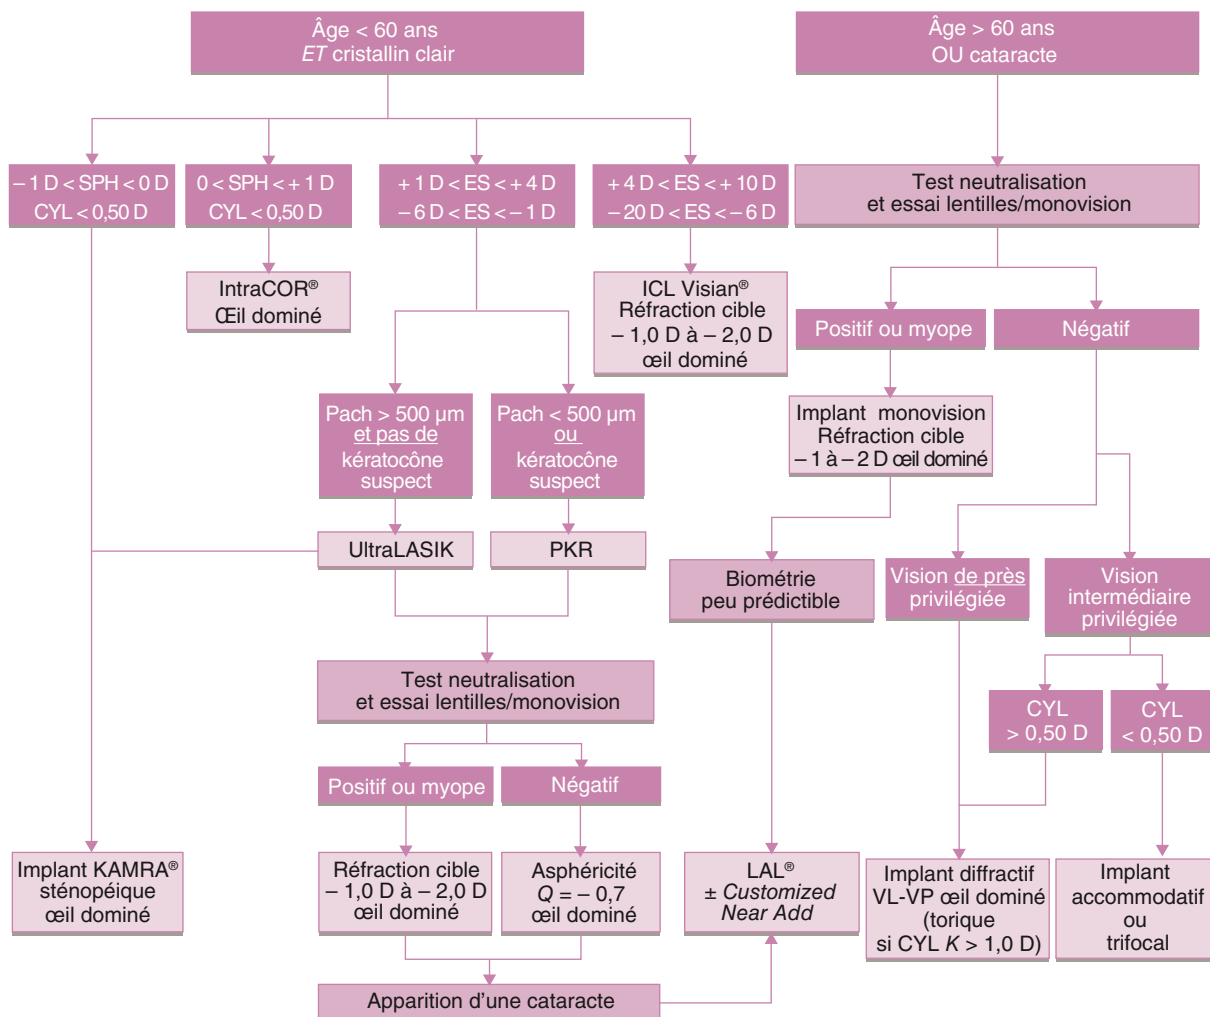 Âge < 60 ans
ET cristallin clair
Âge > 60 ans
OU cataracte
– 1 D < SPH < 0 D
CYL < 0,50 D
0 < SPH < + 1 D
CYL < 0,50 D
+ 1 D < ES < + 4 D
– 6 D < ES < – 1 D
+ 4 D < ES < + 10 D
– 20 D < ES < – 6 D
Test neutralisation
et essai lentilles/monovision
IntraCOR®
Œil dominé
ICL Visian®
Réfraction cible
– 1,0 D à – 2,0 D
œil dominé
Positif ou myope
Négatif
Pach > 500 µm
et pas de
kératocône
suspect
Pach < 500 µm
ou
kératocône
suspect
Implant monovision
Réfraction cible
– 1 à – 2 D œil dominé
UltraLASIK
PKR
Biométrie
peu prédictible
Vision de près
privilégiée
Vision
intermédiaire
privilégiée
Test neutralisation
et essai lentilles/monovision
CYL
> 0,50 D
CYL
< 0,50 D
Positif ou myope
Négatif
Implant KAMRA®
sténopéique
œil dominé
Réfraction cible
– 1,0 D à – 2,0 D
œil dominé
Asphéricité
Q = – 0,7
œil dominé
LAL®
± Customized
Near Add
Implant diffractif
VL-VP œil dominé
(torique
si CYL K > 1,0 D)
Implant
accommodatif
ou
trifocal
Apparition d'une cataracte